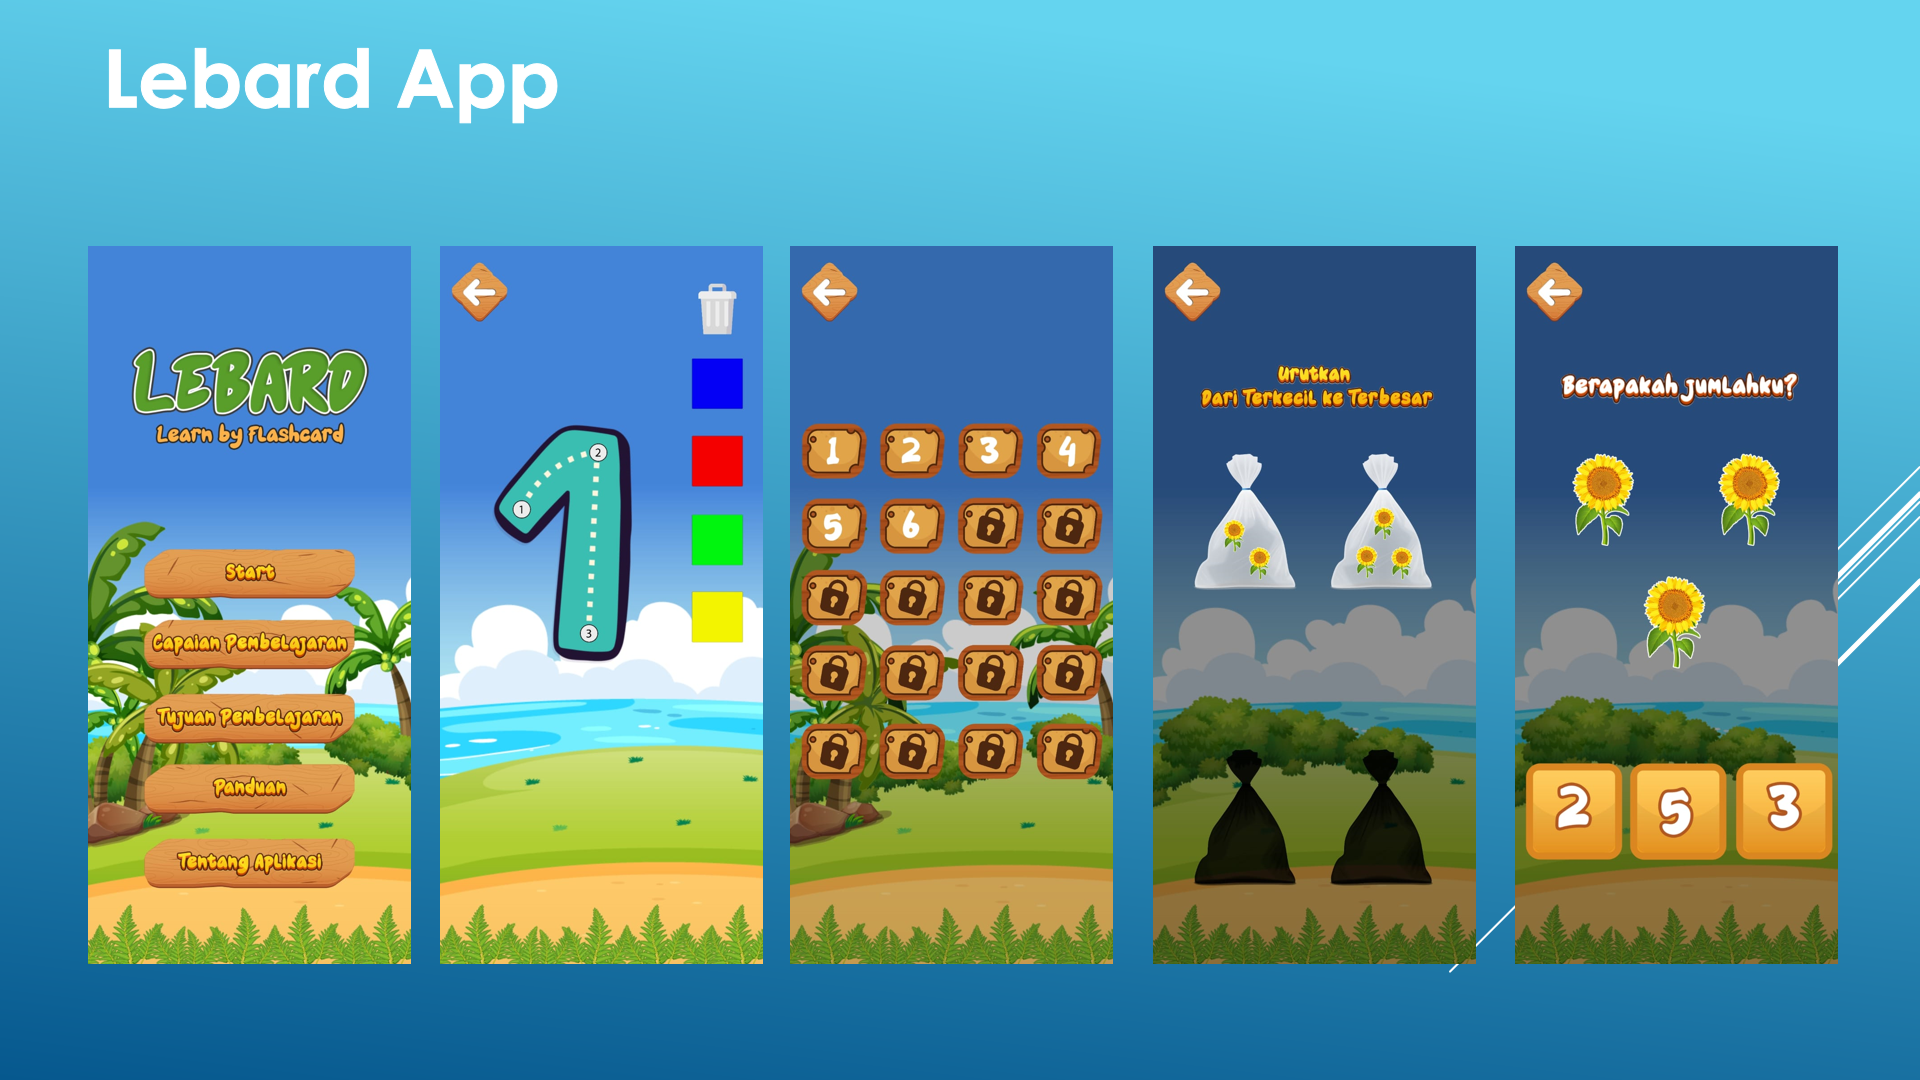 Lebard App
LEBARD
Learn by Flashcard
Start
Capaian Pembelajaran
Tujuan Pembelajaran
Panduan
Tentang Aplikasi
1
2
3
1 2 3 4
5 6
Urutkan
Dari Terkecil ke Terbesar
Berapakah jumlahku?
2 5 3